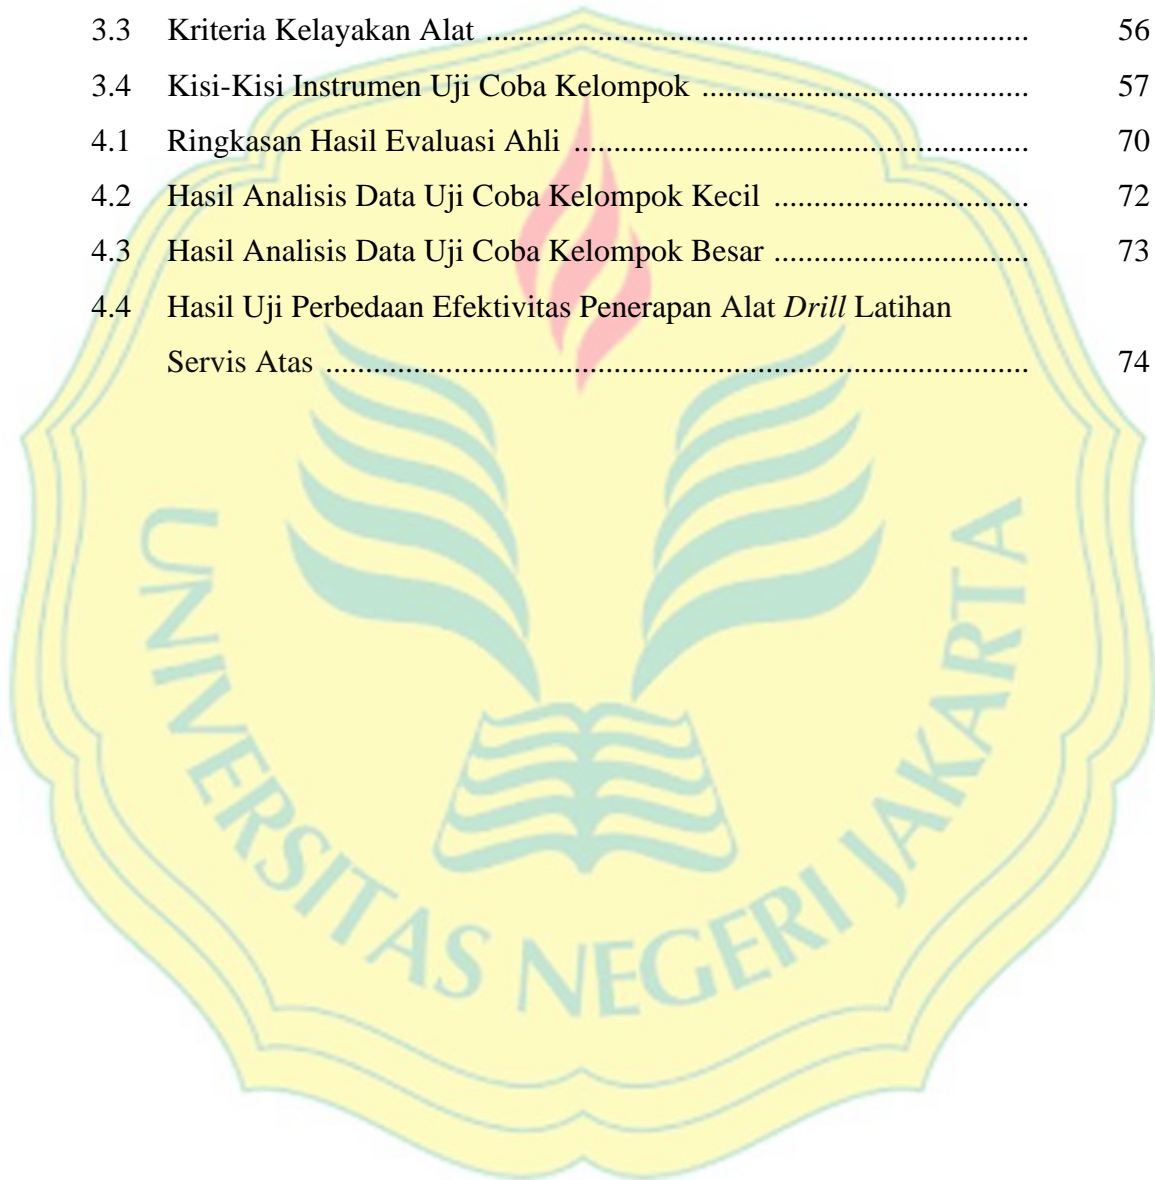 3.3 Kriteria Kelayakan Alat .................................................................. 56
3.4 Kisi-Kisi Instrumen Uji Coba Kelompok ........................................ 57
4.1 Ringkasan Hasil Evaluasi Ahli ....................................................... 70
4.2 Hasil Analisis Data Uji Coba Kelompok Kecil ............................... 72
4.3 Hasil Analisis Data Uji Coba Kelompok Besar ............................... 73
4.4 Hasil Uji Perbedaan Efektivitas Penerapan Alat Drill Latihan
Servis Atas ..................................................................................... 74
UNIVERSITAS NEGERI JAKARTA